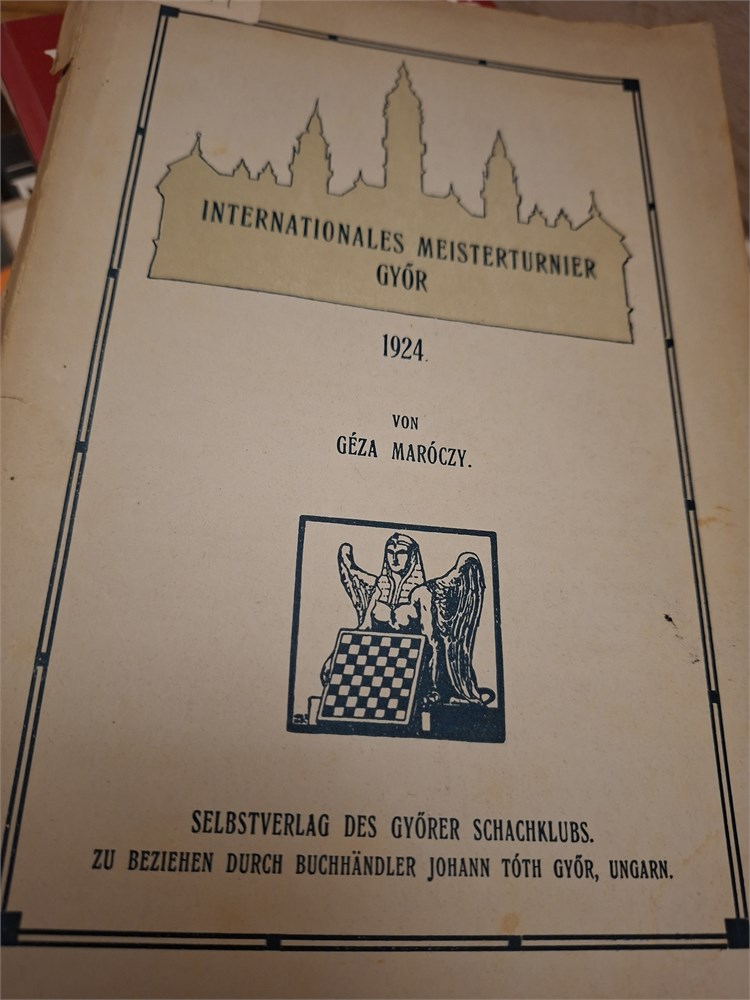 INTERNATIONALES MEISTERTURNIER
GYŐR
1924.
VON
GÉZA MARÓCZY.
SELBSTVERLAG DES GYŐRER SCHACHKLUBS.
ZU BEZIEHEN DURCH BUCHHÄNDLER JOHANN TÓTH GYŐR, UNGARN.